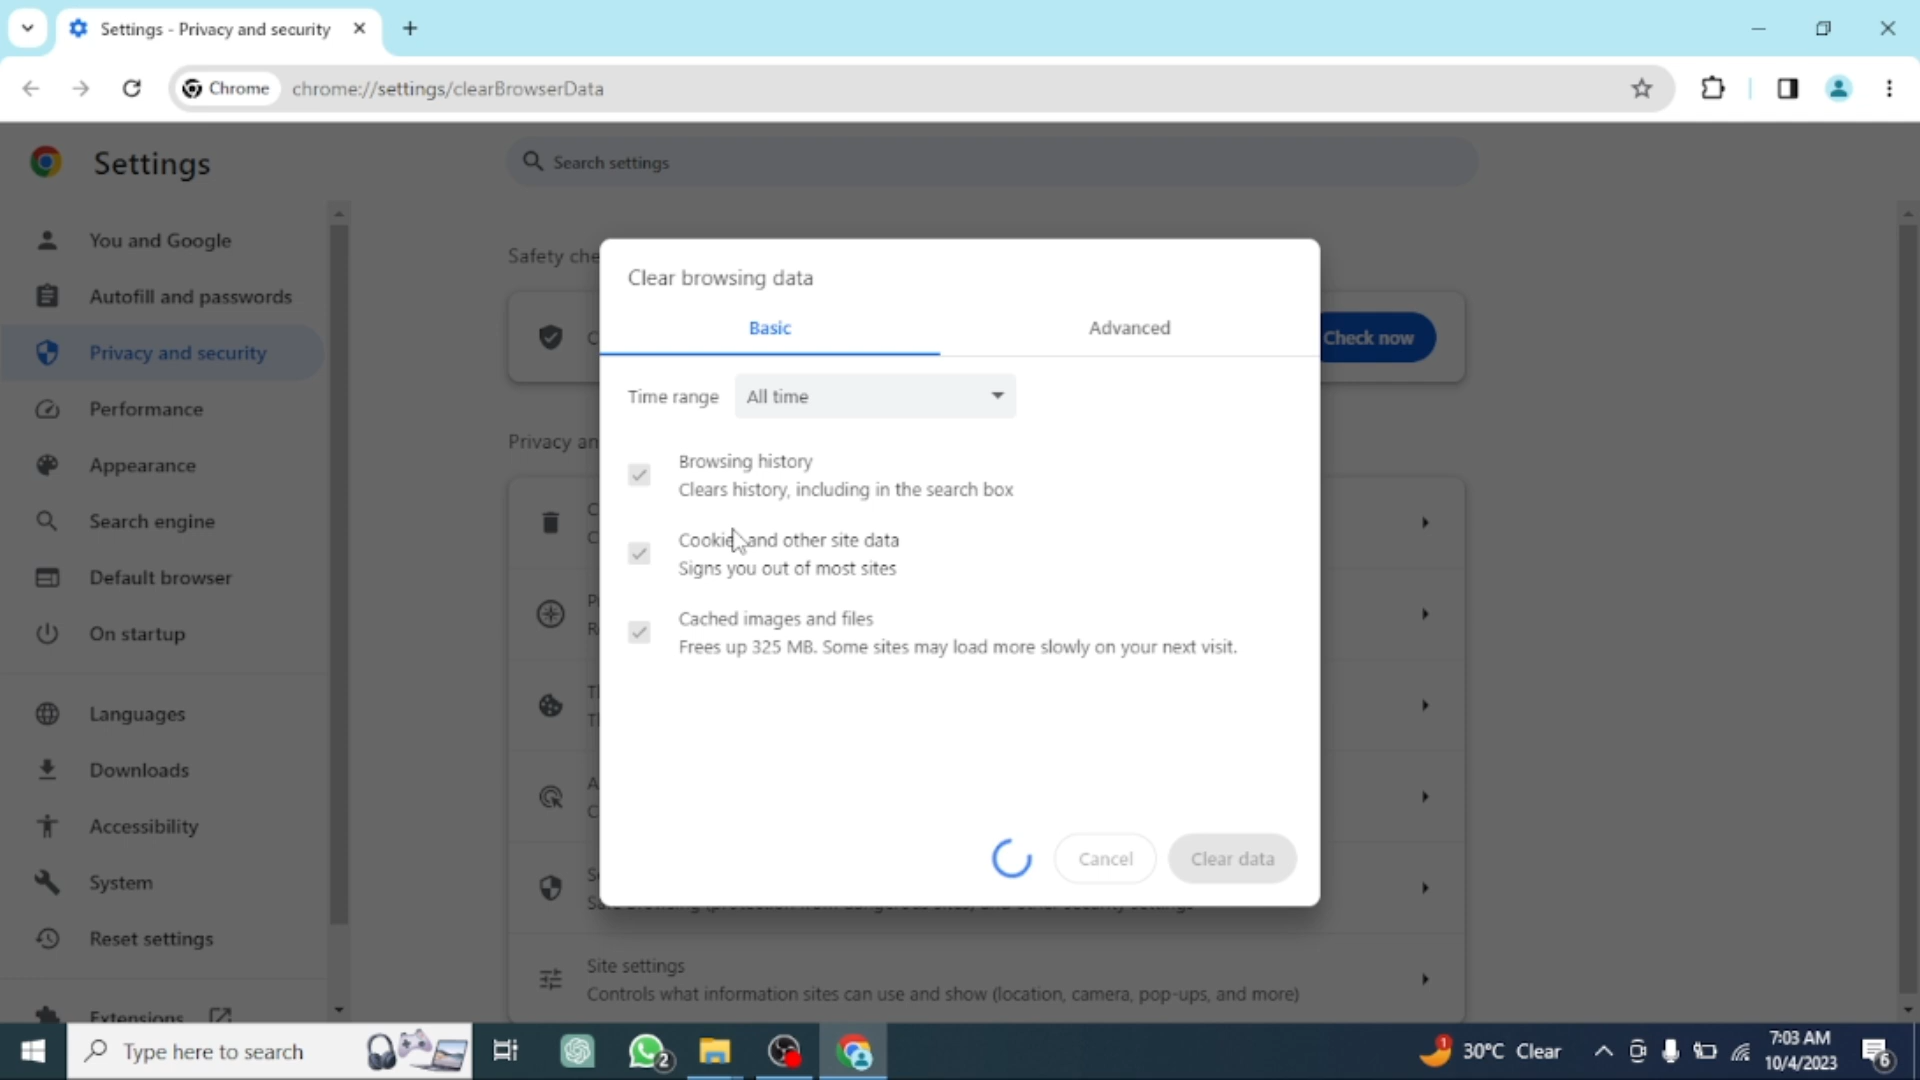 Settings - Privacy and security
Chrome
chrome://settings/clearBrowserData
Settings
Search settings
You and Google
Autofill and passwords
Privacy and security
Performance
Appearance
Search engine
Default browser
On startup
Languages
Downloads
Accessibility
System
Reset settings
Extensions
Safety che
Check now
Privacy an
Clear browsing data
Basic
Advanced
Time range
All time
Browsing history
Clears history, including in the search box
Cookie and other site data
Signs you out of most sites
Cached images and files
Frees up 325 MB. Some sites may load more slowly on your next visit.
Cancel
Clear data
Site settings
Controls what information sites can use and show (location, camera, pop-ups, and more)
Type here to search
2
1
30°C Clear
7:03 AM
10/4/2023
6